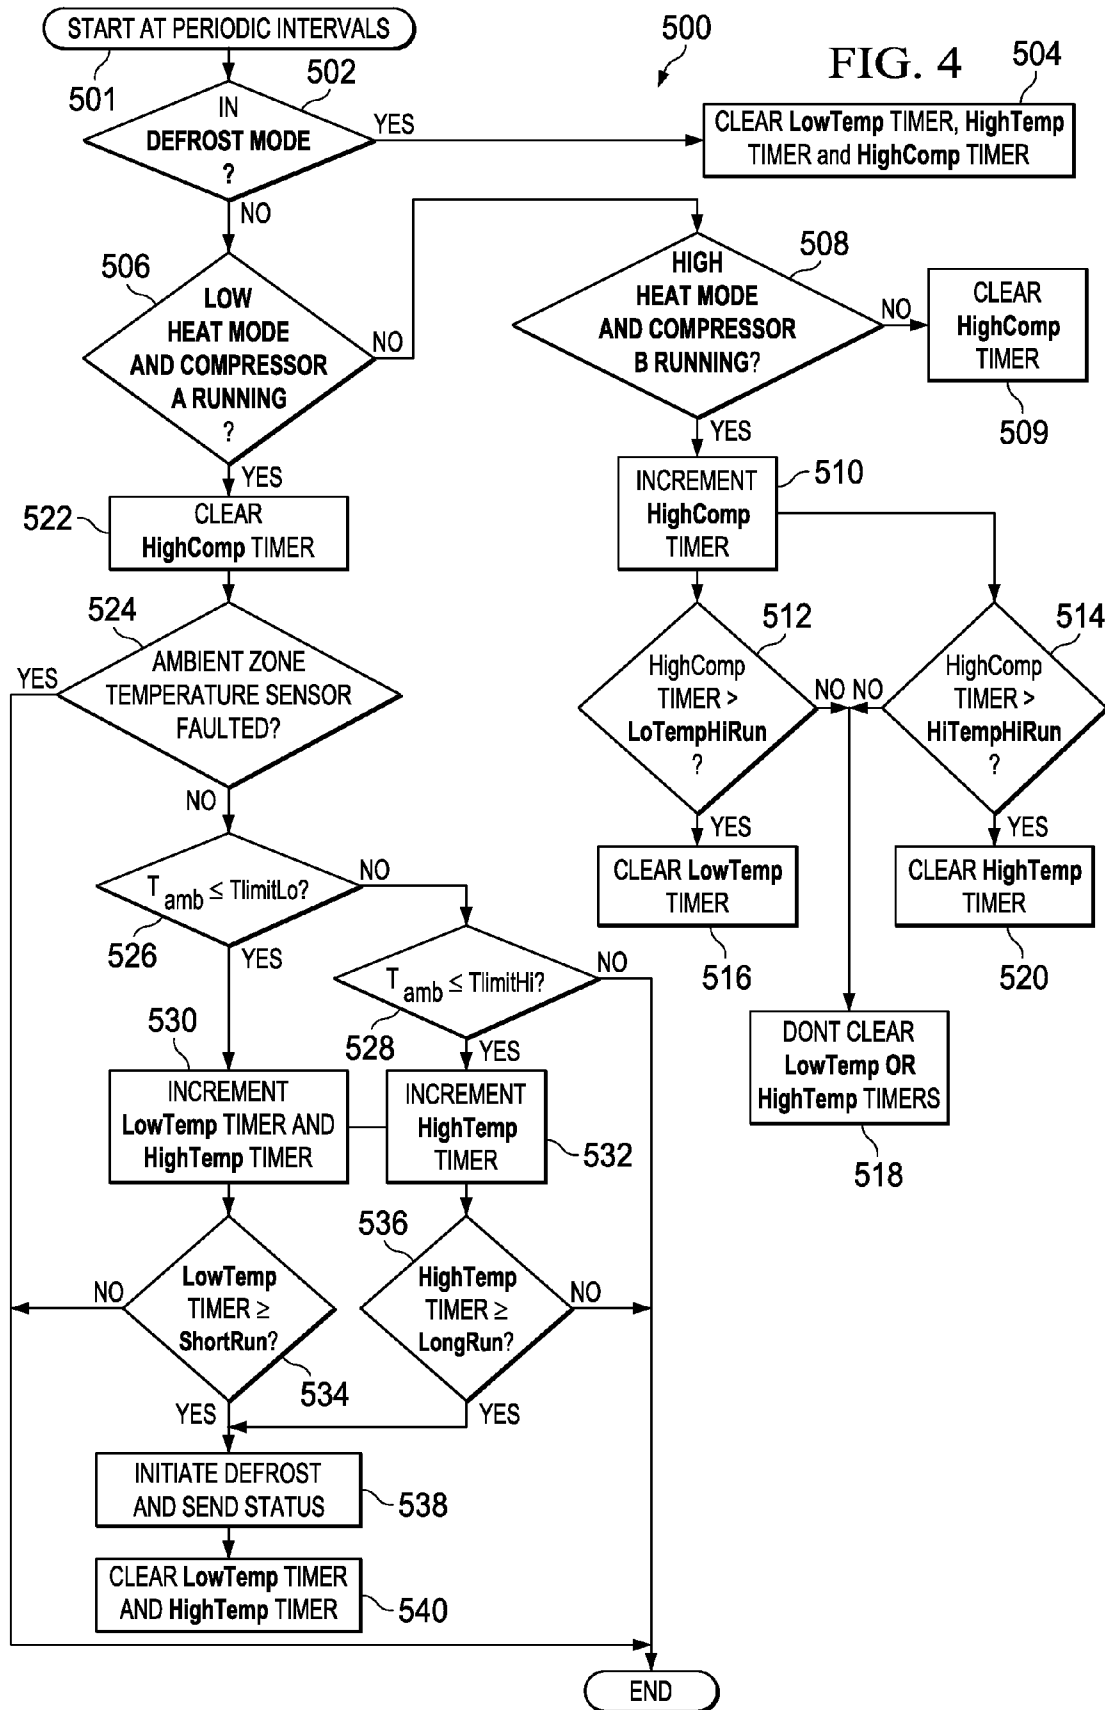 START AT PERIODIC INTERVALS
500
FIG. 4
504
501
502
IN
DEFROST MODE
?
YES
CLEAR LowTemp TIMER, HighTemp
TIMER and HighComp TIMER
NO
506
LOW
HEAT MODE
AND COMPRESSOR
A RUNNING
?
NO
508
HIGH
HEAT MODE
AND COMPRESSOR
B RUNNING?
NO
CLEAR
HighComp
TIMER
509
YES
YES
522
CLEAR
HighComp TIMER
INCREMENT
HighComp
TIMER
510
524
YES
AMBIENT ZONE
TEMPERATURE SENSOR
FAULTED?
NO
512
HighComp
TIMER >
LoTempHiRun
?
NO
NO
514
HighComp
TIMER >
HiTempHiRun
?
YES
YES
CLEAR LowTemp
TIMER
516
CLEAR HighTemp
TIMER
520
DONT CLEAR
LowTemp OR
HighTemp TIMERS
518
Tamb ≤ TlimitLo?
NO
526
YES
Tamb ≤ TlimitHi?
NO
528
YES
530
INCREMENT
LowTemp TIMER AND
HighTemp TIMER
INCREMENT
HighTemp
TIMER
532
NO
LowTemp
TIMER ≥
ShortRun?
534
YES
536
HighTemp
TIMER ≥
LongRun?
NO
YES
INITIATE DEFROST
AND SEND STATUS
538
CLEAR LowTemp TIMER
AND HighTemp TIMER
540
END